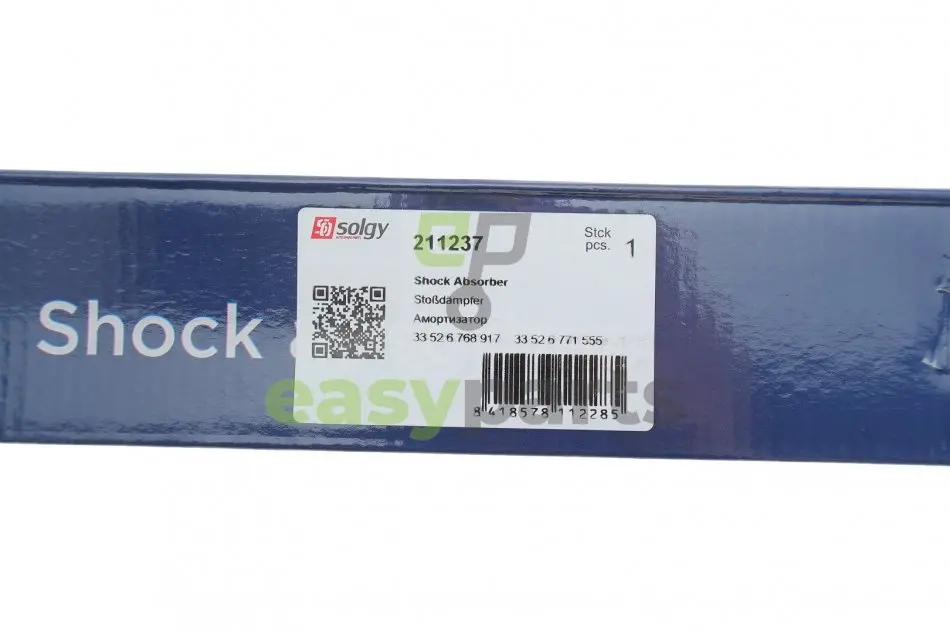 solgy
211237
Stck
pcs. 1
Shock Absorber
Stoßdämpfer
Амортизатор
33 52 6 768 917 33 52 6 771 555
8 418578 112285
Shock
easyparts